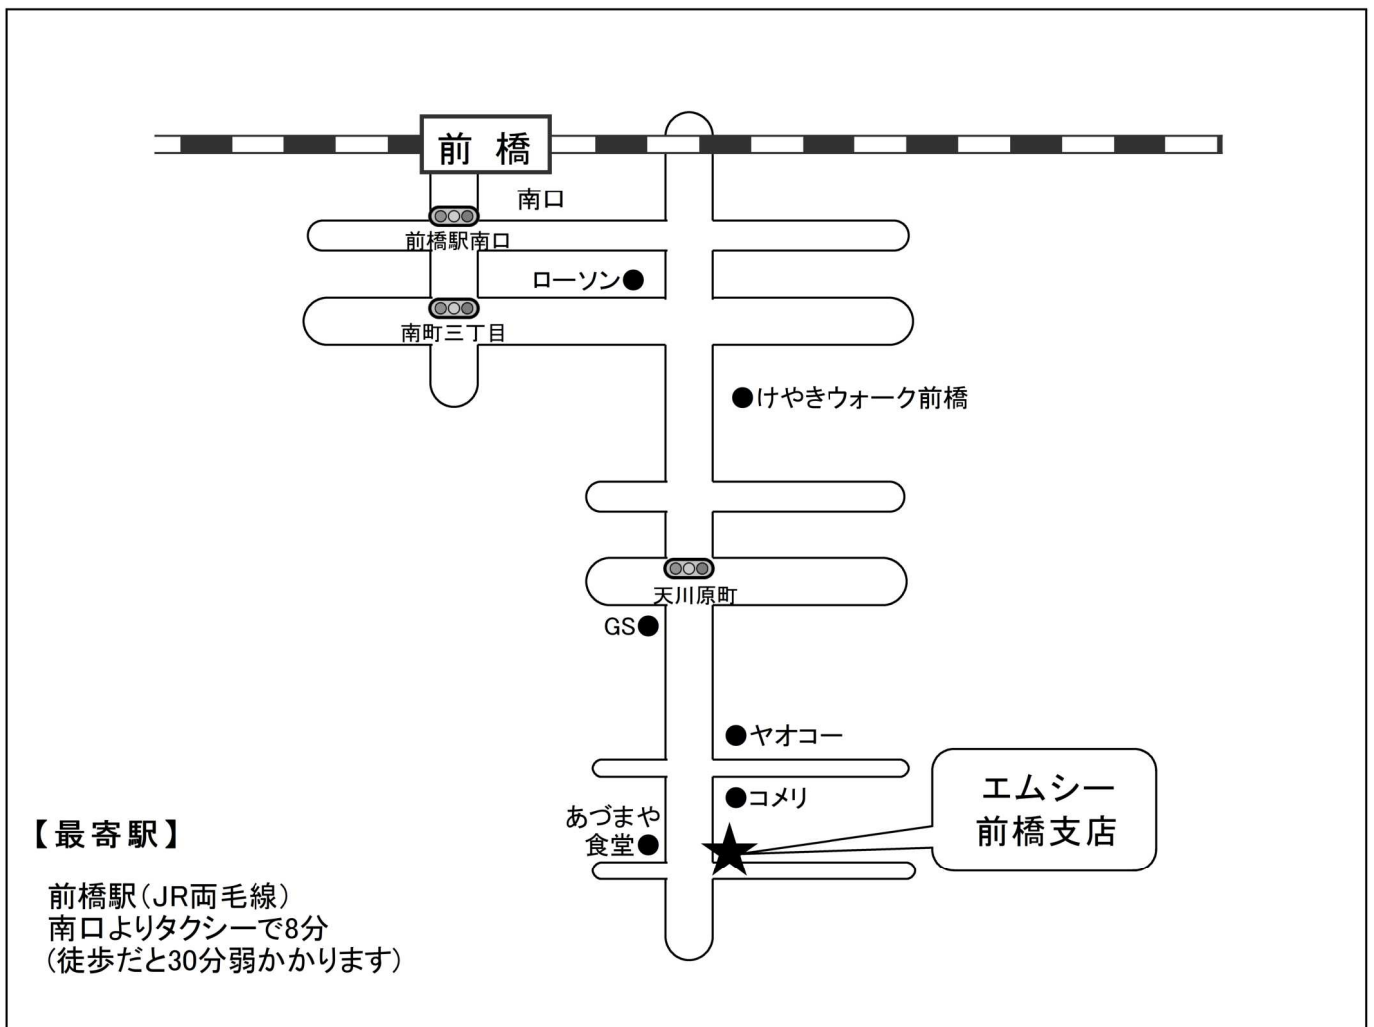 前橋
南口
前橋駅南口
ローソン
南町三丁目
けやきウォーク前橋
天川原町
GS
ヤオコー
コメリ
エムシー
前橋支店
あづまや
食堂
【最寄駅】
前橋駅(JR両毛線)
南口よりタクシーで8分
(徒歩だと30分弱かかります)